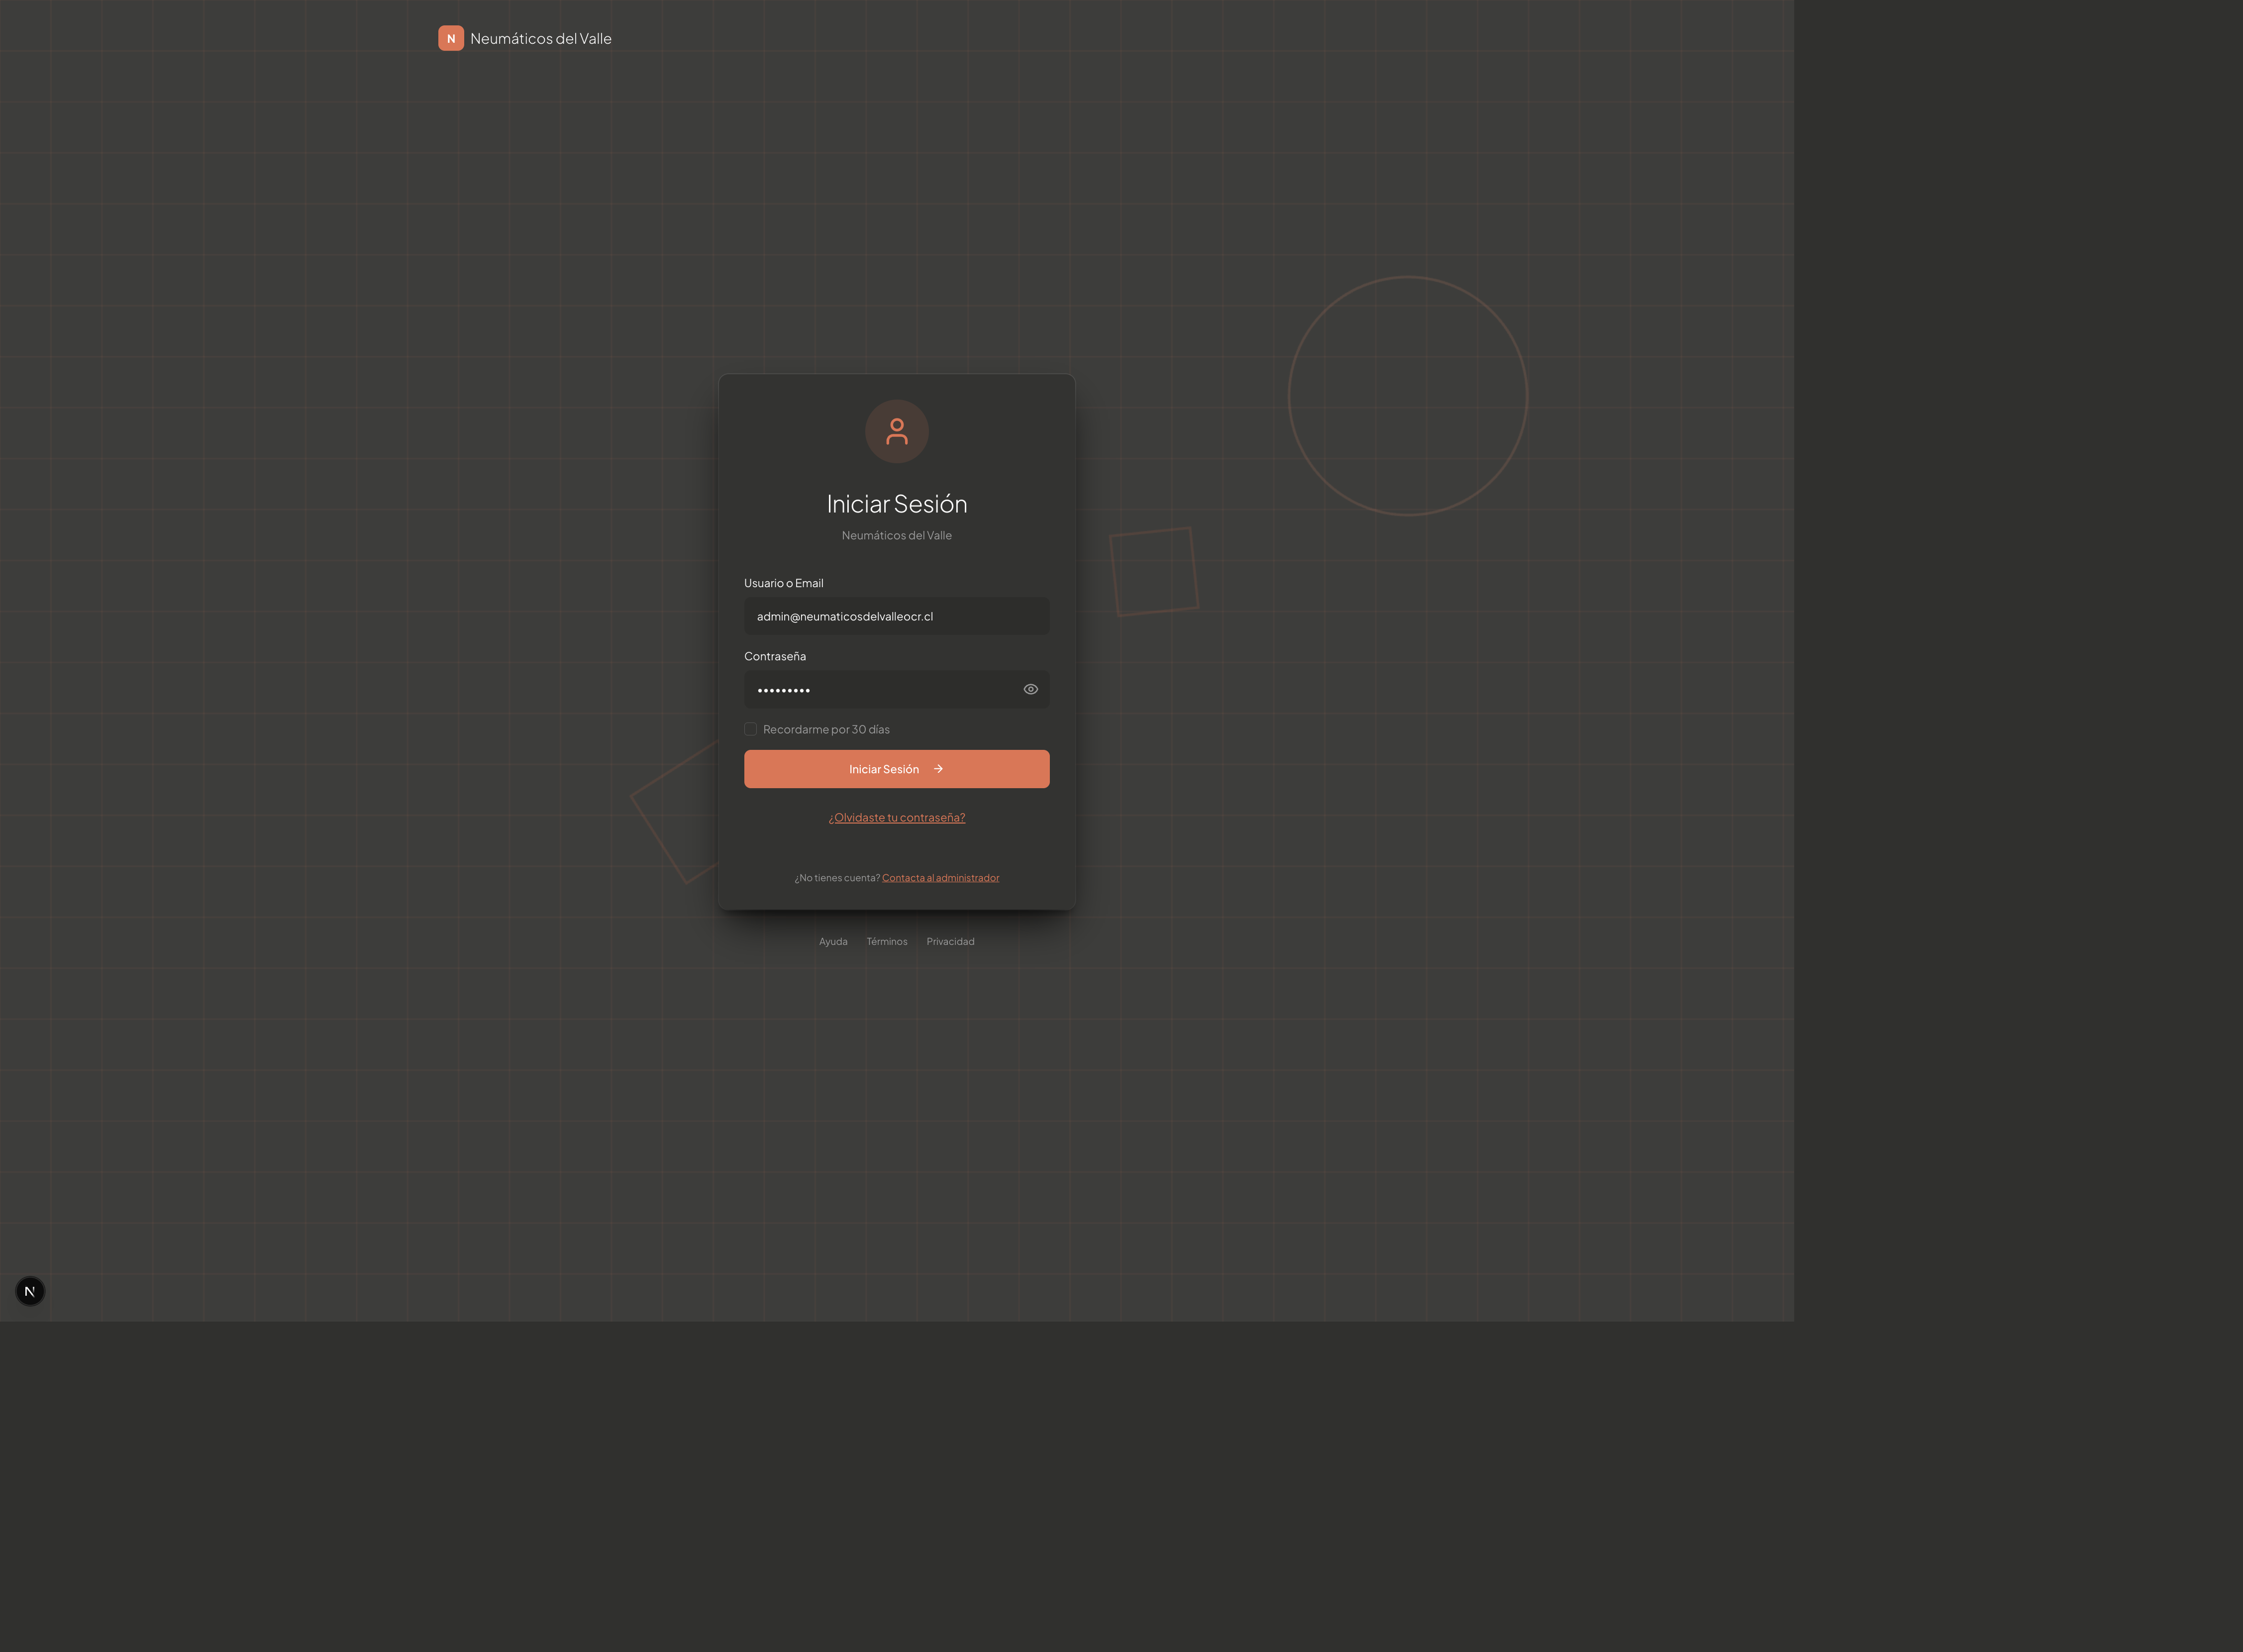 N Neumáticos del Valle
Iniciar Sesión
Neumáticos del Valle
Usuario o Email
admin@neumaticosdelvalleocr.cl
Contraseña
•••••••••
Recordarme por 30 días
Iniciar Sesión →
¿Olvidaste tu contraseña?
¿No tienes cuenta? Contacta al administrador
Ayuda Términos Privacidad
N